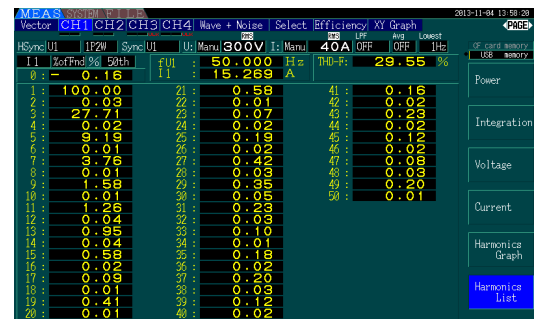 MEAS SYSTEM FILE 2013-11-04 13:50:20
Vector CH1 CH2 CH3 CH4 Wave + Noise Select Efficiency XY Graph PAGE
RMS RMS LPF Avg Lowest
HSync U1 1P2W Sync U1 U: Manu 300V I: Manu 40A OFF OFF 1Hz
CF card memory
USB memory
I1 %ofFnd % 50th fU1 : 50.000 Hz THD-F: 29.55 %
0 : - 0.16 I1 : 15.269 A
1 : 100.00 21 : 0.58 41 : 0.16
2 : 0.03 22 : 0.01 42 : 0.02
3 : 27.71 23 : 0.07 43 : 0.23
4 : 0.02 24 : 0.02 44 : 0.02
5 : 9.19 25 : 0.19 45 : 0.12
6 : 0.01 26 : 0.02 46 : 0.02
7 : 3.76 27 : 0.42 47 : 0.08
8 : 0.01 28 : 0.03 48 : 0.03
9 : 1.58 29 : 0.35 49 : 0.20
10 : 0.01 30 : 0.05 50 : 0.01
11 : 1.26 31 : 0.23
12 : 0.04 32 : 0.03
13 : 0.95 33 : 0.10
14 : 0.04 34 : 0.01
15 : 0.58 35 : 0.18
16 : 0.02 36 : 0.02
17 : 0.09 37 : 0.20
18 : 0.01 38 : 0.03
19 : 0.41 39 : 0.12
20 : 0.01 40 : 0.02
Power
Integration
Voltage
Current
Harmonics
Graph
Harmonics
List